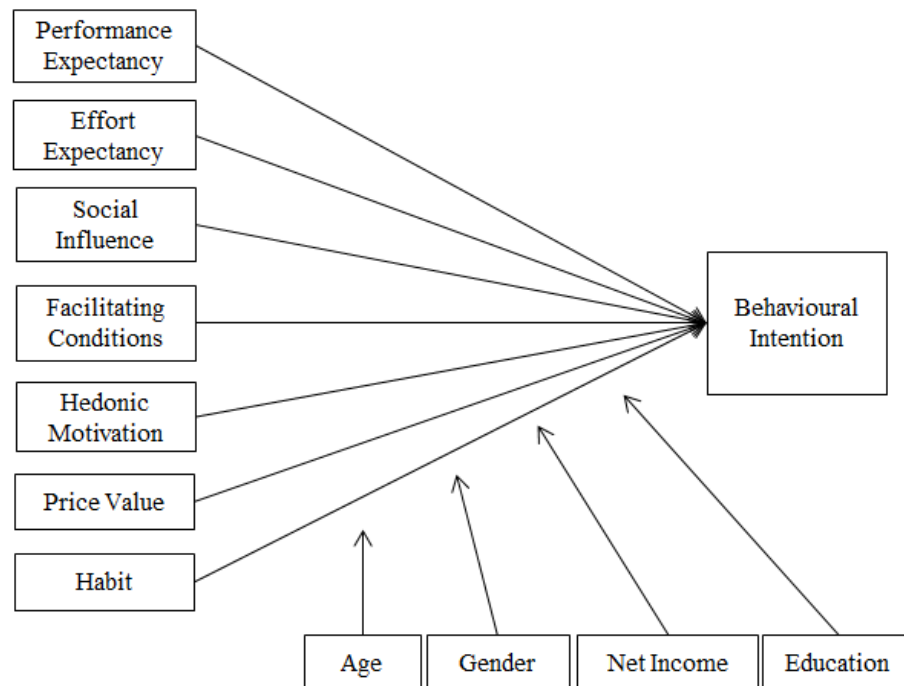 Performance
Expectancy
Effort
Expectancy
Social
Influence
Facilitating
Conditions
Hedonic
Motivation
Price Value
Habit
Behavioural
Intention
Age
Gender
Net Income
Education